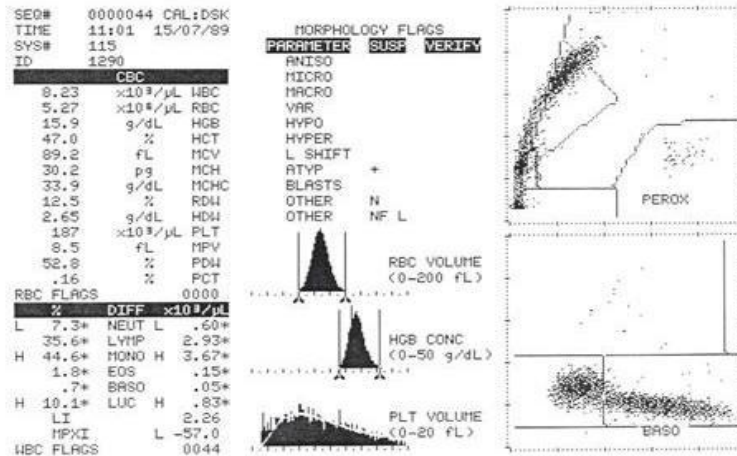 SEQ# 0000044 CAL:DSK
TIME 11:01 15/07/89
SYS# 115
ID 1290
CBC
8.23 x10³/µL WBC
5.27 x10⁶/µL RBC
15.9 g/dL HGB
47.0 % HCT
89.2 fL MCV
30.2 pg MCH
33.9 g/dL MCHC
12.5 % RDW
2.65 g/dL HDW
187 x10³/µL PLT
8.5 fL MPV
52.8 % PDW
.16 % PCT
RBC FLAGS 0000
% DIFF x10³/µL
L 7.3* NEUT L .60*
35.6* LYMP 2.93*
H 44.6* MONO H 3.67*
1.8* EOS .15*
.7* BASO .05*
H 10.1* LUC H .83*
LI 2.26
MPXI L -57.0
WBC FLAGS 0044
MORPHOLOGY FLAGS
PARAMETER SUSP VERIFY
ANISO
MICRO
MACRO
VAR
HYPO
HYPER
L SHIFT
ATYP +
BLASTS
OTHER N
OTHER NF L
RBC VOLUME
(0-200 fL)
HGB CONC
(0-50 g/dL)
PLT VOLUME
(0-20 fL)
PEROX
BASO